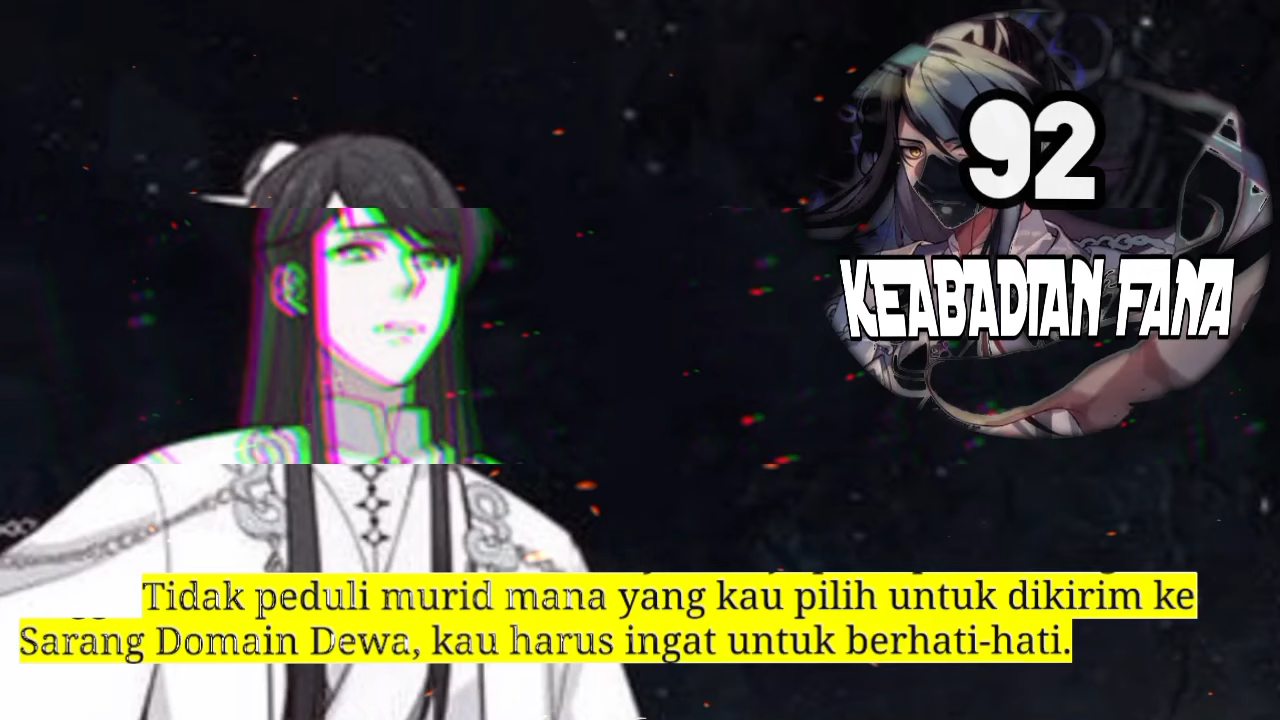 92
KEABADIAN FANA
Tidak peduli murid mana yang kau pilih untuk dikirim ke
Sarang Domain Dewa, kau harus ingat untuk berhati-hati.